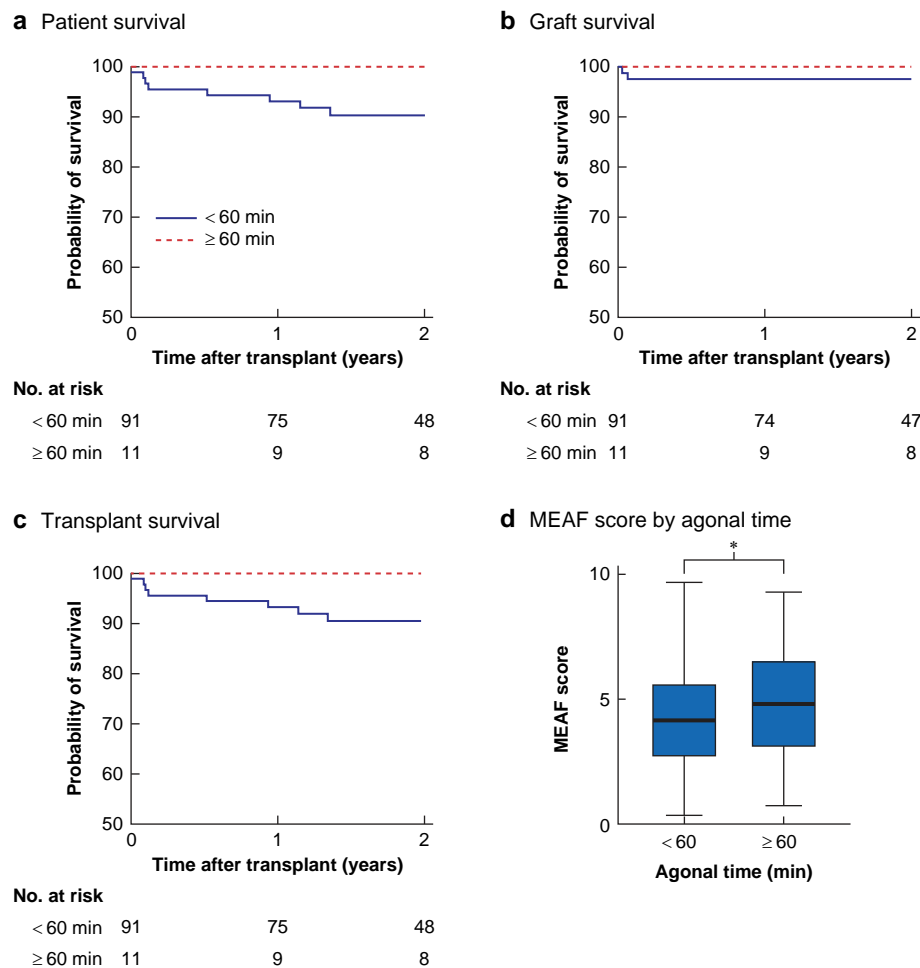 a Patient survival
100
90
80
70
60
50
Probability of survival
< 60 min
≥ 60 min
0 1 2
Time after transplant (years)
No. at risk
< 60 min 91 75 48
≥ 60 min 11 9 8
b Graft survival
100
90
80
70
60
50
Probability of survival
0 1 2
Time after transplant (years)
No. at risk
< 60 min 91 74 47
≥ 60 min 11 9 8
c Transplant survival
100
90
80
70
60
50
Probability of survival
0 1 2
Time after transplant (years)
No. at risk
< 60 min 91 75 48
≥ 60 min 11 9 8
d MEAF score by agonal time
*
10
5
0
MEAF score
< 60 ≥ 60
Agonal time (min)